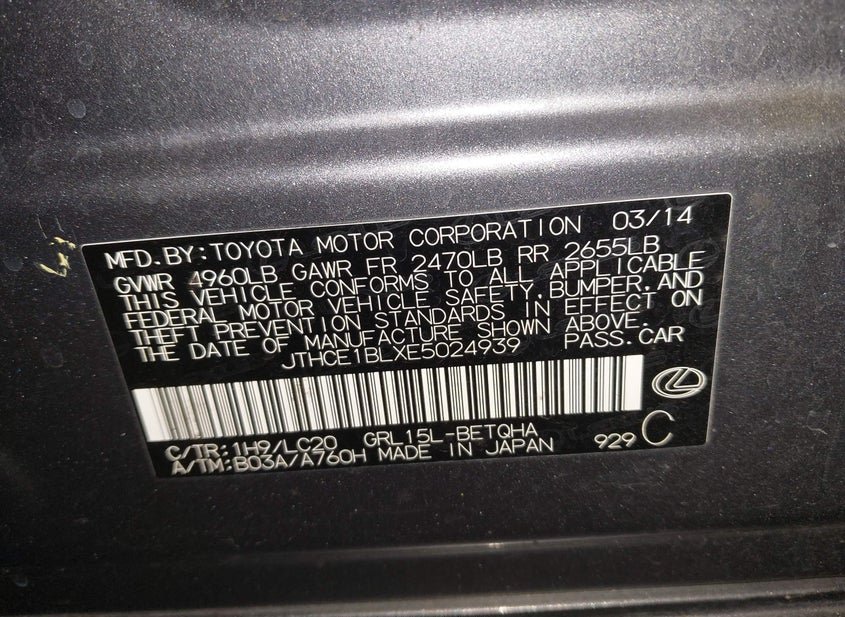 MFD.BY:TOYOTA MOTOR CORPORATION 03/14
GVWR 4960LB GAWR FR 2470LB RR 2655LB
THIS VEHICLE CONFORMS TO ALL APPLICABLE
FEDERAL MOTOR VEHICLE SAFETY,BUMPER,AND
THEFT PREVENTION STANDARDS IN EFFECT ON
THE DATE OF MANUFACTURE SHOWN ABOVE.
JTHCE1BLXE5024939 PASS.CAR
C/TR:1H9/LC20 GRL15L-BETQHA
A/TM:B03A/A760H MADE IN JAPAN 929 C